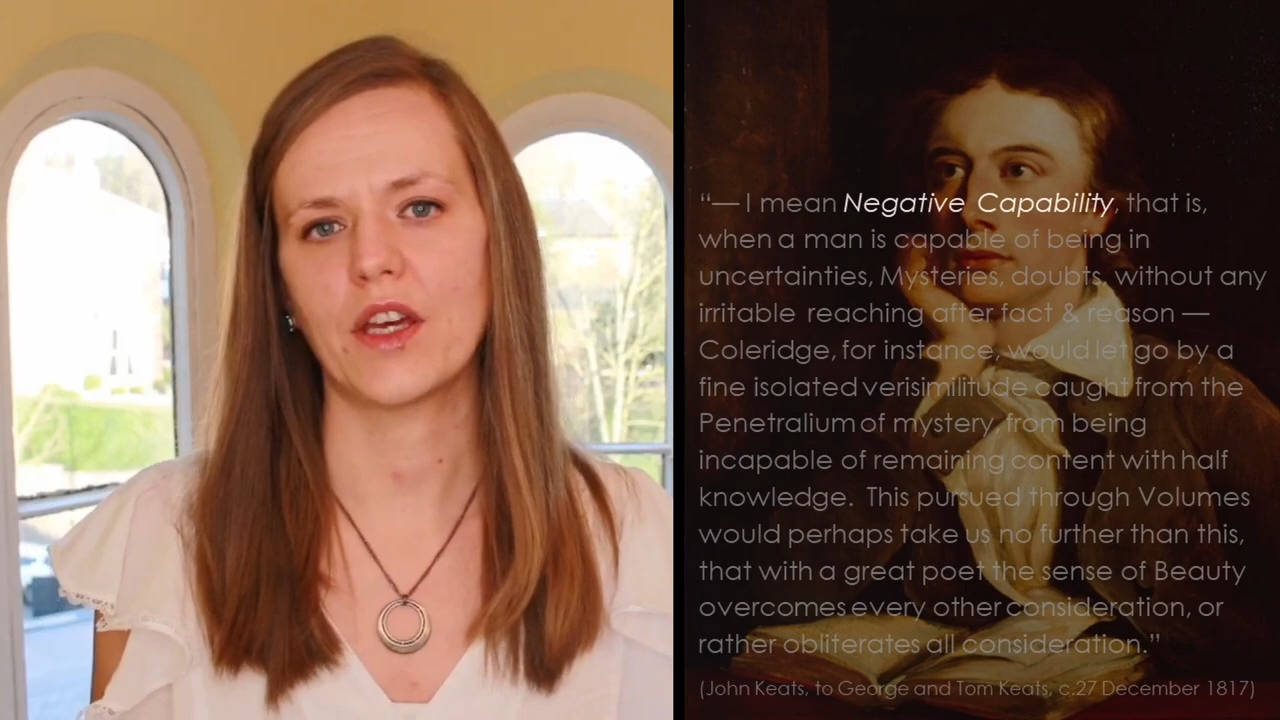 “— I mean Negative Capability, that is,
when a man is capable of being in
uncertainties, Mysteries, doubts, without any
irritable reaching after fact & reason —
Coleridge, for instance, would let go by a
fine isolated verisimilitude caught from the
Penetralium of mystery, from being
incapable of remaining content with half
knowledge. This pursued through Volumes
would perhaps take us no further than this,
that with a great poet the sense of Beauty
overcomes every other consideration, or
rather obliterates all consideration.”
(John Keats, to George and Tom Keats, c.27 December 1817)